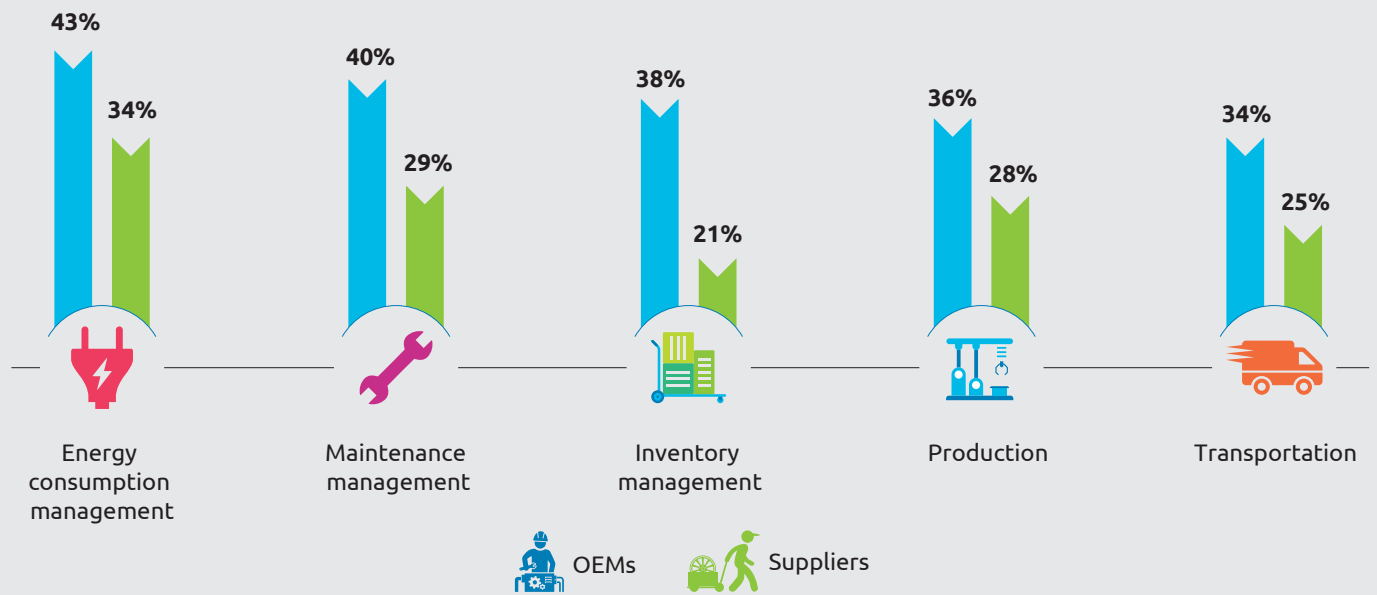 43%
34%
40%
29%
38%
21%
36%
28%
34%
25%
Energy
consumption
management
Maintenance
management
Inventory
management
Production
Transportation
OEMs
Suppliers